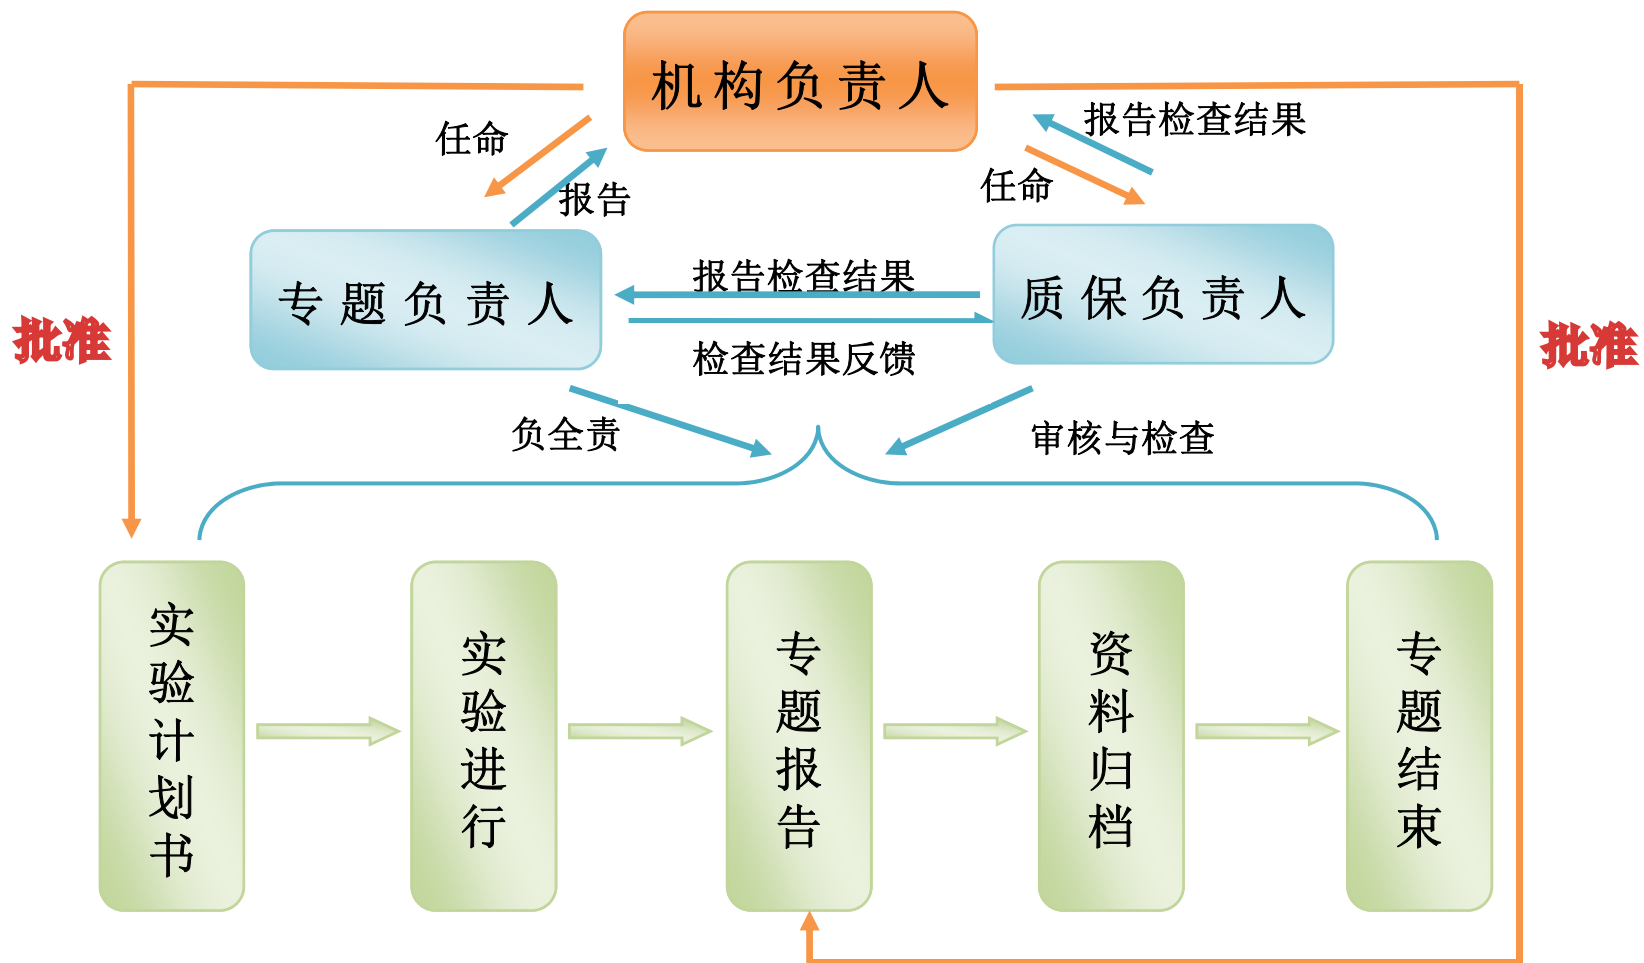 机构负责人
任命
报告检查结果
任命
报告
专题负责人
报告检查结果
检查结果反馈
质保负责人
批准
批准
负全责
审核与检查
实验计划书
实验进行
专题报告
资料归档
专题结束